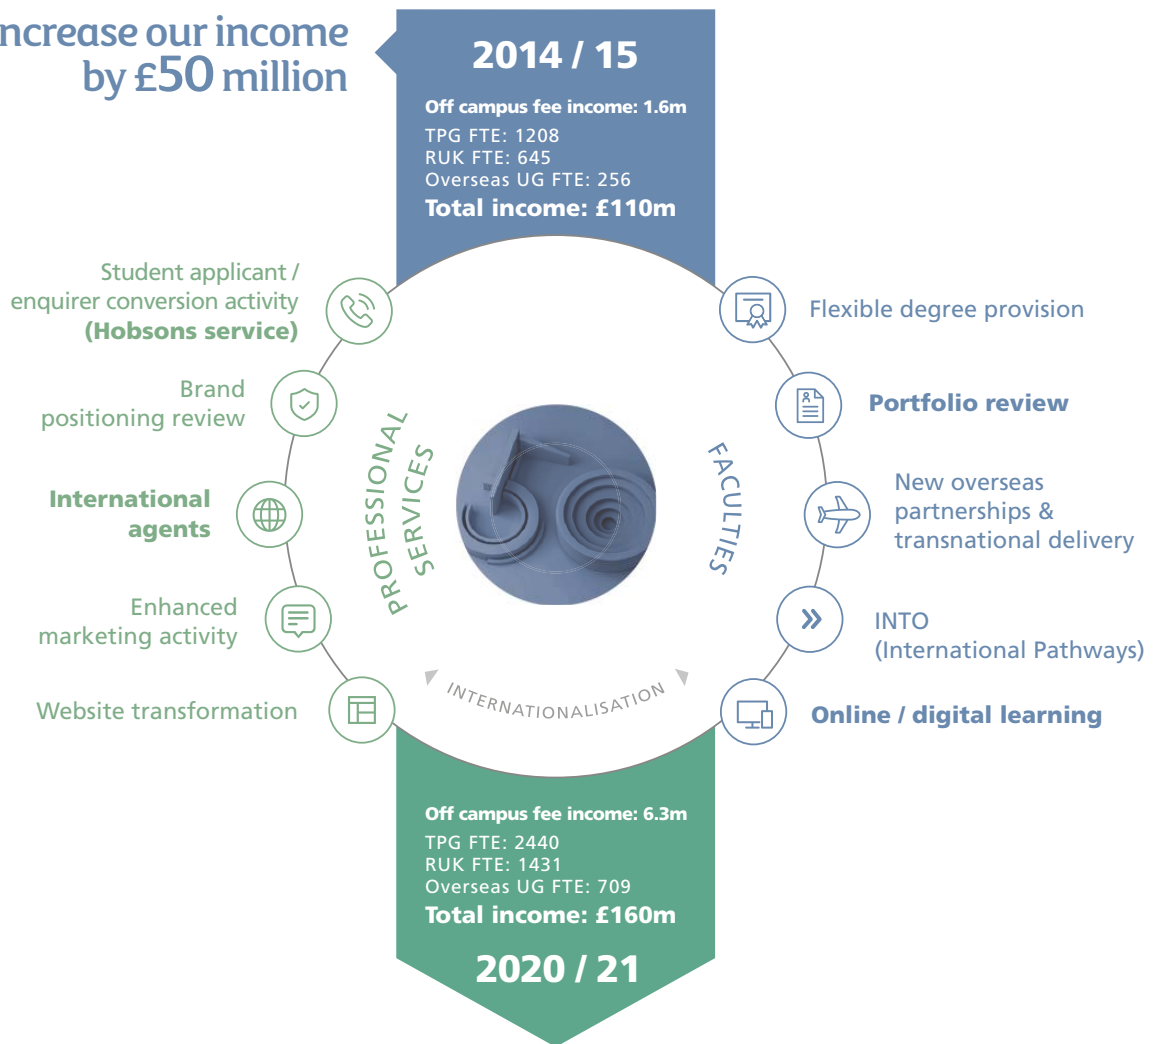 ncrease our income
by £50 million
2014 / 15
Off campus fee income: 1.6m
TPG FTE: 1208
RUK FTE: 645
Overseas UG FTE: 256
Total income: £110m
Student applicant /
enquirer conversion activity
(Hobsons service)
Brand
positioning review
International
agents
Enhanced
marketing activity
Website transformation
PROFESSIONAL
SERVICES
FACULTIES
INTERNATIONALISATION
Flexible degree provision
Portfolio review
New overseas
partnerships &
transnational delivery
INTO
(International Pathways)
Online / digital learning
Off campus fee income: 6.3m
TPG FTE: 2440
RUK FTE: 1431
Overseas UG FTE: 709
Total income: £160m
2020 / 21